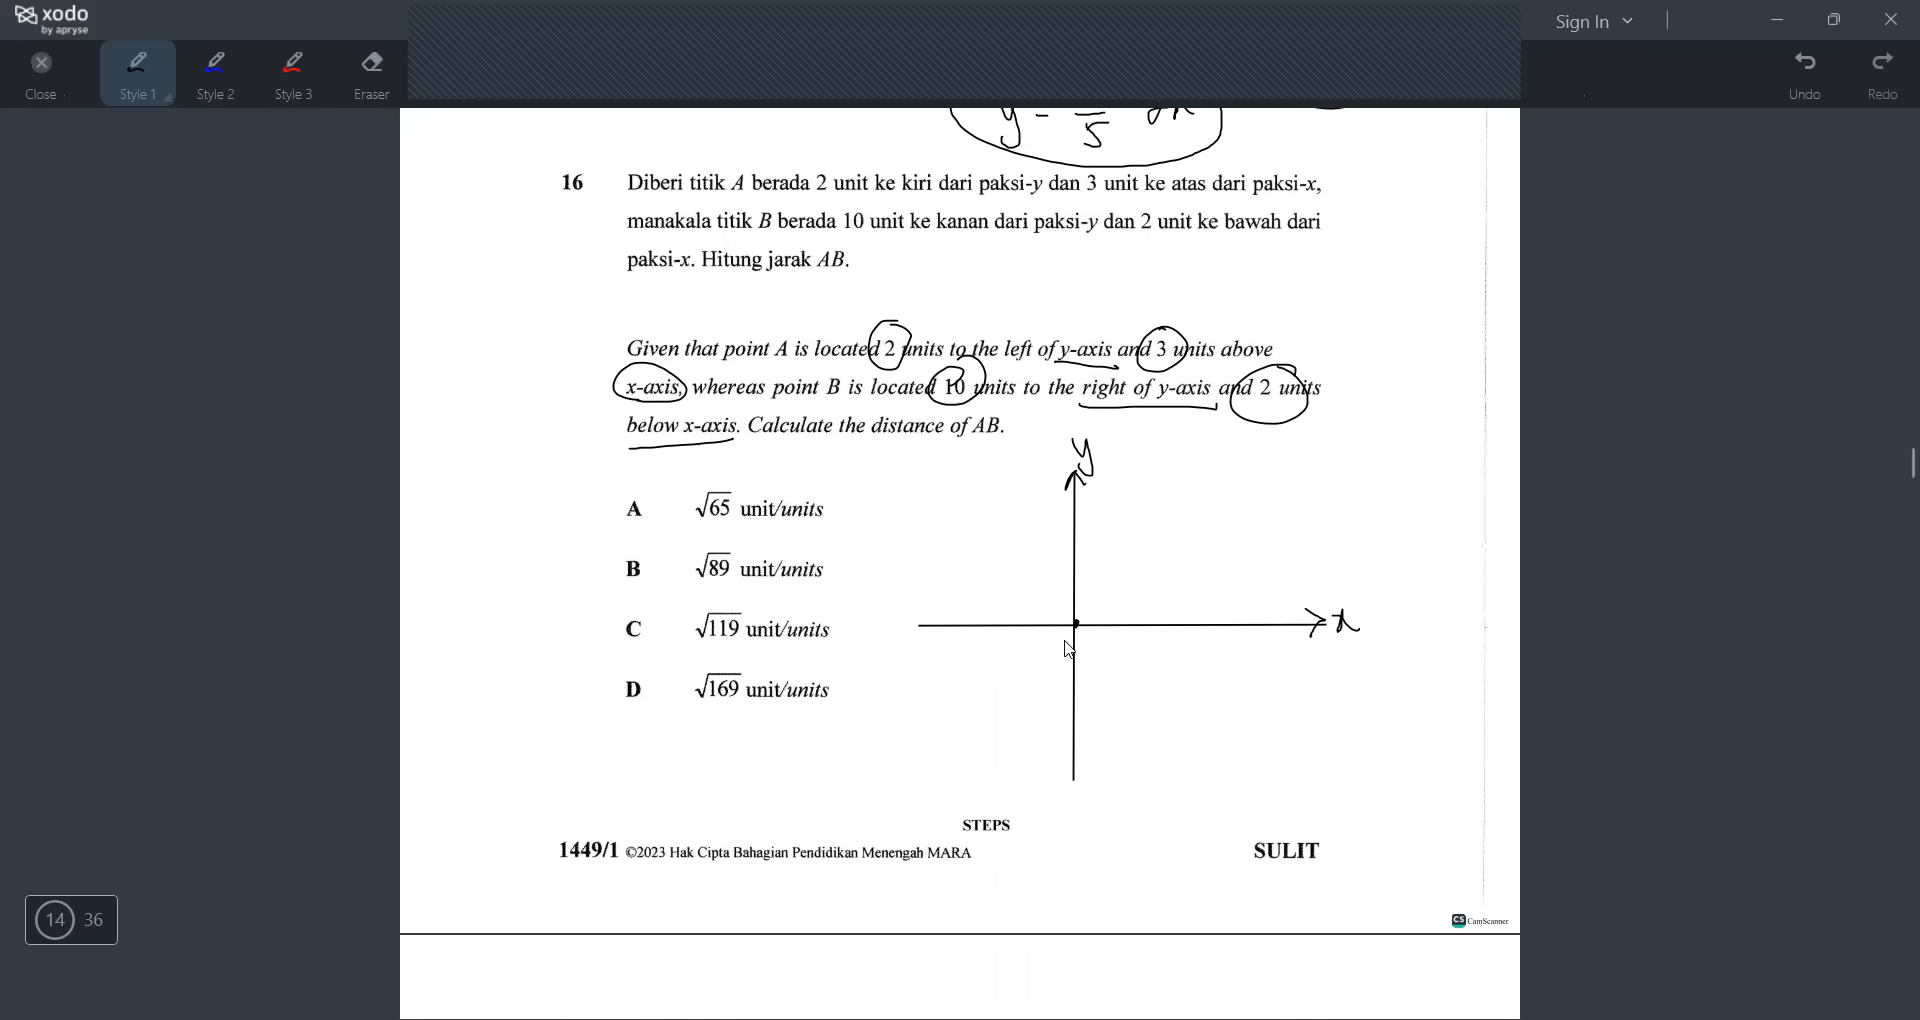 xodo
by apryse
Sign In
Close
Style 1
Style 2
Style 3
Eraser
Undo
Redo
y - — 5
16 Diberi titik A berada 2 unit ke kiri dari paksi-y dan 3 unit ke atas dari paksi-x,
manakala titik B berada 10 unit ke kanan dari paksi-y dan 2 unit ke bawah dari
paksi-x. Hitung jarak AB.
Given that point A is located 2 units to the left of y-axis and 3 units above
x-axis, whereas point B is located 10 units to the right of y-axis and 2 units
below x-axis. Calculate the distance of AB.
y
A √65 unit/units
B √89 unit/units
C √119 unit/units
x
D √169 unit/units
STEPS
1449/1 ©2023 Hak Cipta Bahagian Pendidikan Menengah MARA SULIT
14 36
CS CamScanner